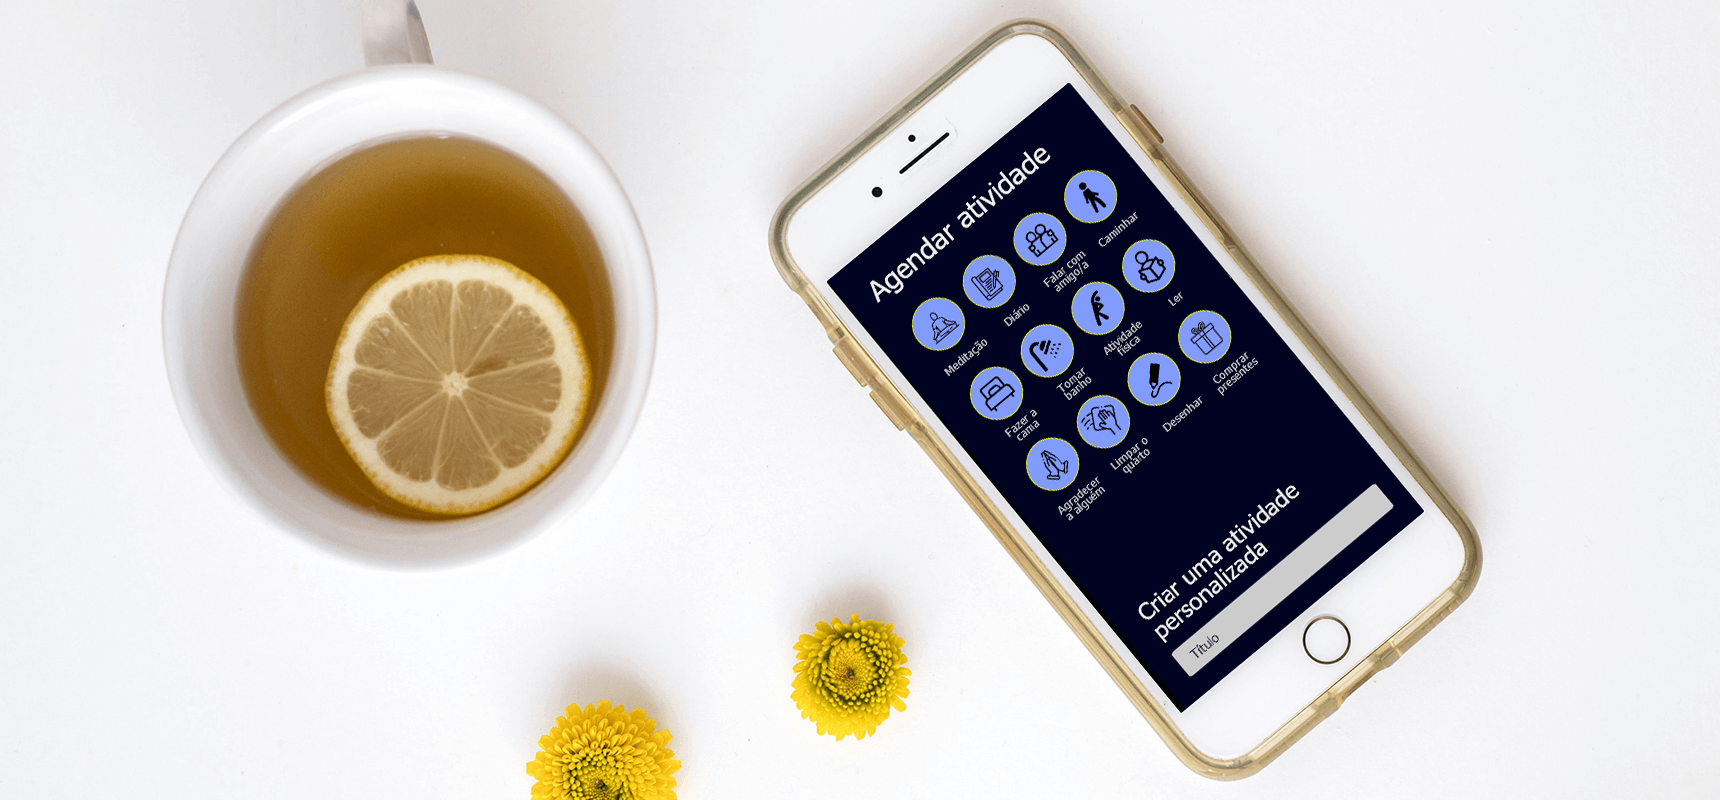 Agendar atividade
Meditação
Diário
Falar com
amigo/a
Caminhar
Fazer a
cama
Tomar
banho
Atividade
física
Ler
Agradecer
a alguém
Limpar o
quarto
Desenhar
Comprar
presentes
Criar uma atividade
personalizada
Título